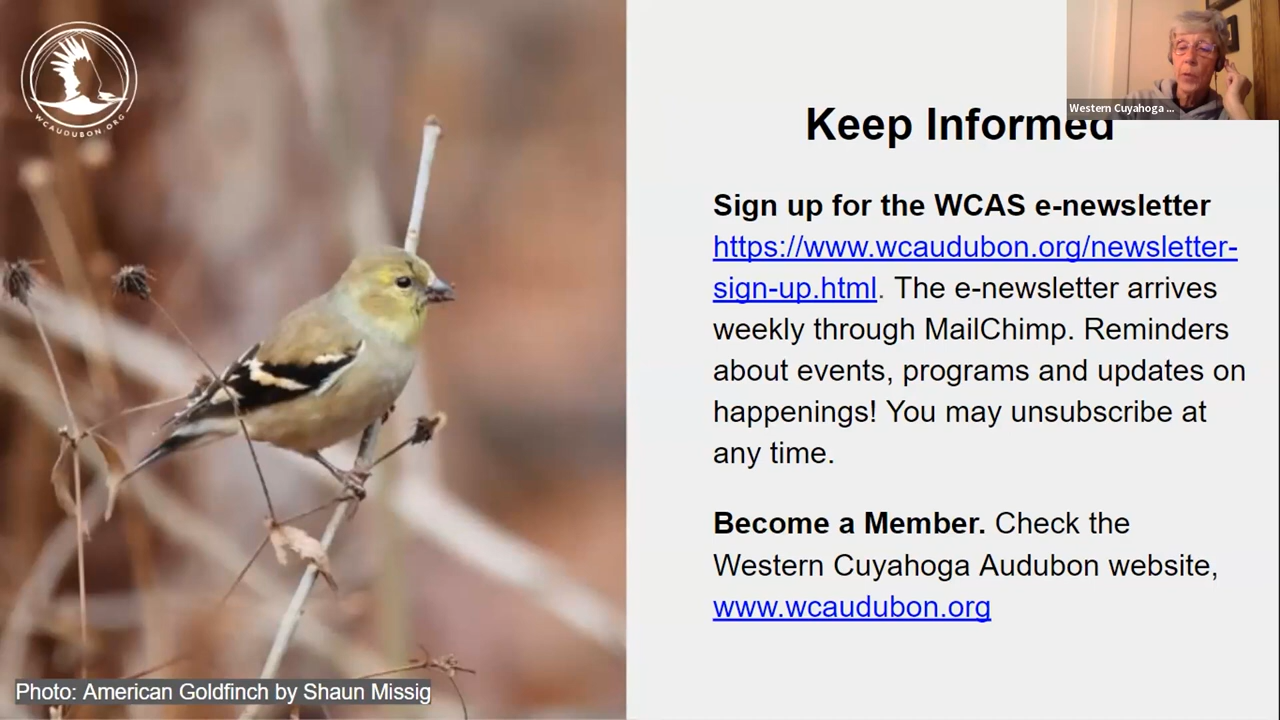 WCAUDUBON.ORG
Western Cuyahoga ...
Keep Informed
Sign up for the WCAS e-newsletter
https://www.wcaudubon.org/newsletter-
sign-up.html. The e-newsletter arrives
weekly through MailChimp. Reminders
about events, programs and updates on
happenings! You may unsubscribe at
any time.
Become a Member. Check the
Western Cuyahoga Audubon website,
www.wcaudubon.org
Photo: American Goldfinch by Shaun Missig